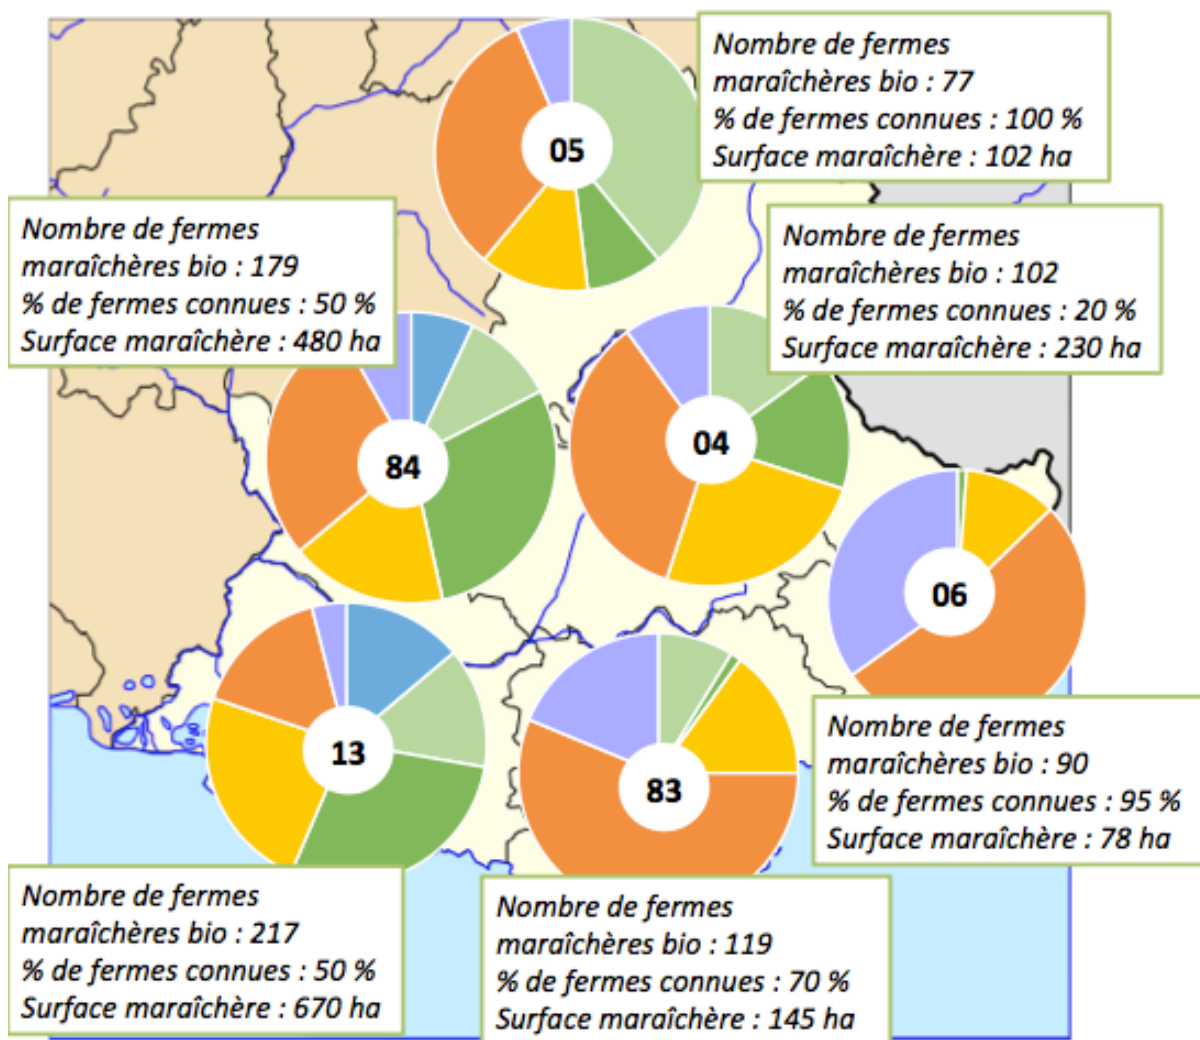 Nombre de fermes
maraîchères bio : 77
% de fermes connues : 100 %
Surface maraîchère : 102 ha
05
Nombre de fermes
maraîchères bio : 179
% de fermes connues : 50 %
Surface maraîchère : 480 ha
Nombre de fermes
maraîchères bio : 102
% de fermes connues : 20 %
Surface maraîchère : 230 ha
84
04
06
13
83
Nombre de fermes
maraîchères bio : 90
% de fermes connues : 95 %
Surface maraîchère : 78 ha
Nombre de fermes
maraîchères bio : 217
% de fermes connues : 50 %
Surface maraîchère : 670 ha
Nombre de fermes
maraîchères bio : 119
% de fermes connues : 70 %
Surface maraîchère : 145 ha